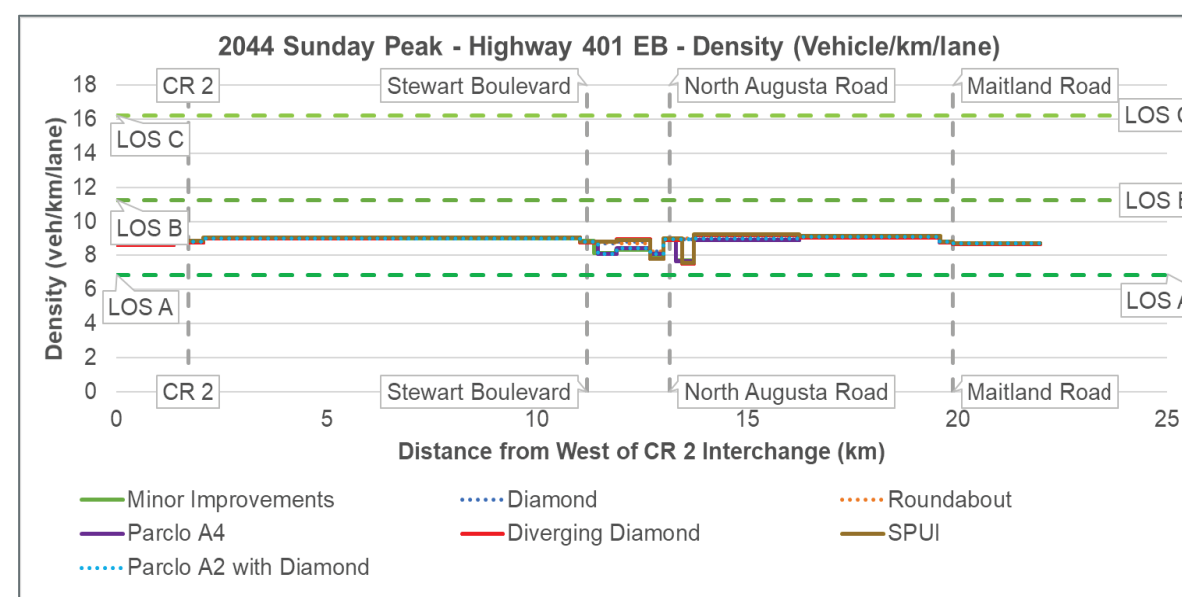 2044 Sunday Peak - Highway 401 EB - Density (Vehicle/km/lane)
18
CR 2
Stewart Boulevard
North Augusta Road
Maitland Road
16
LOS C
LOS
14
12
LOS B
LOS
10
8
LOS A
LOS
6
4
2
0
CR 2
Stewart Boulevard
North Augusta Road
Maitland Road
0
5
10
15
20
25
Density (veh/km/lane)
Distance from West of CR 2 Interchange (km)
Minor Improvements
Diamond
Roundabout
Parclo A4
Diverging Diamond
SPUI
Parclo A2 with Diamond